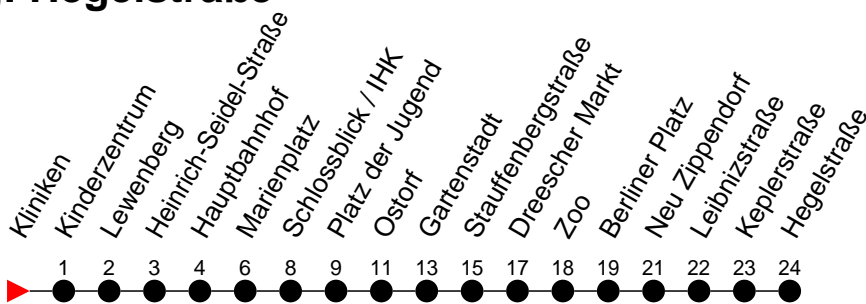 Kliniken
Kinderzentrum
Lewenberg
Heinrich-Seidel-Straße
Hauptbahnhof
Marienplatz
Schlossblick / IHK
Platz der Jugend
Ostorf
Gartenstadt
Stauffenbergstraße
Dreescher Markt
Zoo
Berliner Platz
Neu Zippendorf
Leibnizstraße
Keplerstraße
Hegelstraße
1 2 3 4 6 8 9 11 13 15 17 18 19 21 22 23 24